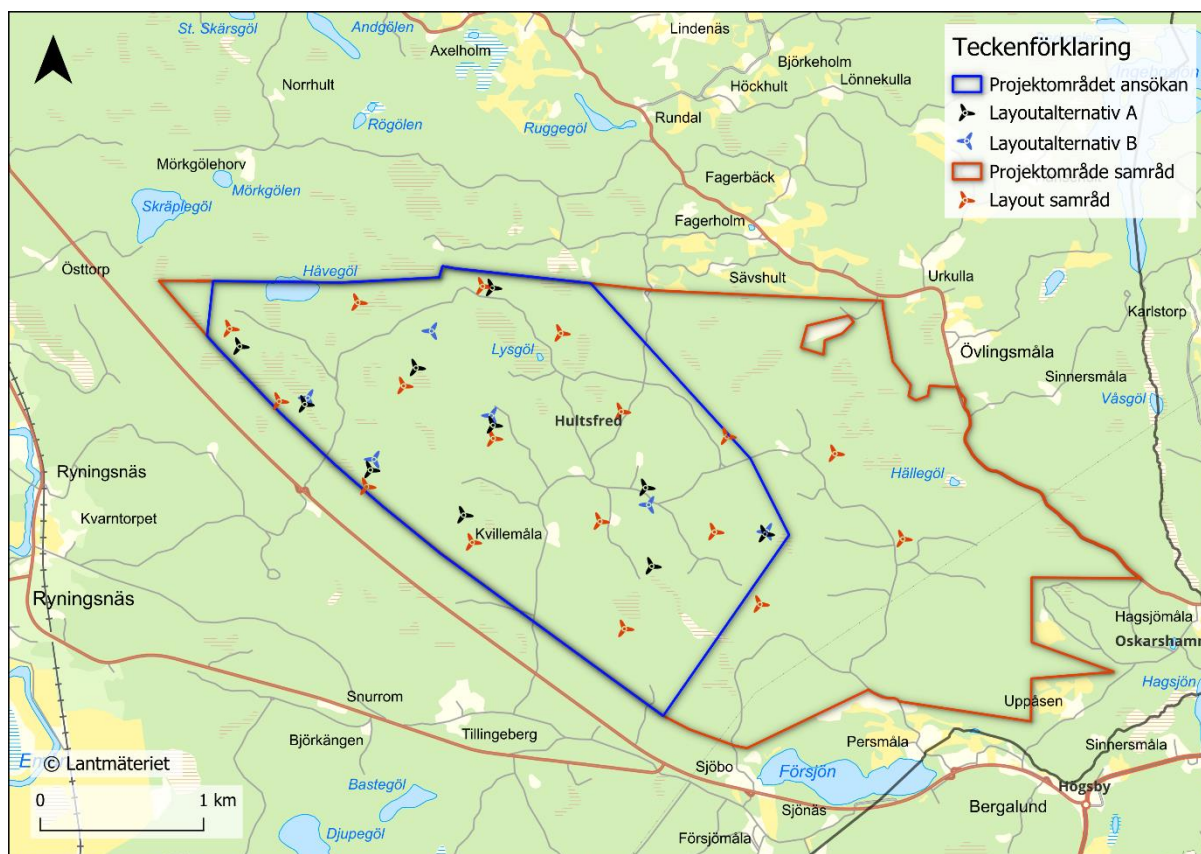 St. Skärsgöl
Andgölen
Axelholm
Lindenäs
Björkeholm
Norrhult
Höckhult
Lönnekulla
Rögölen
Ruggegöl
Rundal
Mörkgölehorv
Mörkgölen
Skräplegöl
Fagerbäck
Fagerholm
Östtorp
Håvegöl
Sävshult
Urkulla
Karlstorp
Lysgöl
Övlingsmåla
Sinnersmåla
Våsgöl
Hultsfred
Ryningsnäs
Kvarntorpet
Hällegöl
Kvillemåla
Ryningsnäs
Hagsjömåla
Oskarshamn
Hagsjön
Snurrom
Uppåsen
Björkängen
Tillingeberg
Persmåla
Sinnersmåla
Sjöbo
Försjön
Högsby
Bastegöl
Sjönäs
Bergalund
Djupegöl
Försjömåla
Teckenförklaring
Projektområdet ansökan
Layoutalternativ A
Layoutalternativ B
Projektområde samråd
Layout samråd
© Lantmäteriet
0 1 km